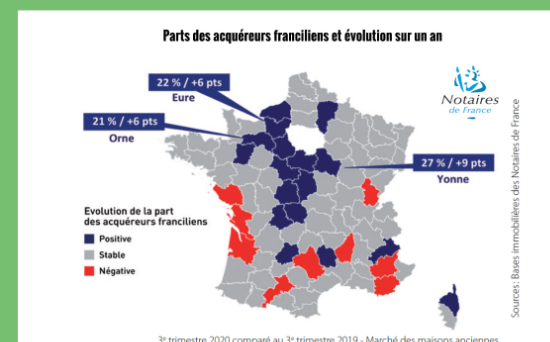 Parts des acquéreurs franciliens et évolution sur un an
22 % / +6 pts
Eure
Notaires
de France
21 % / +6 pts
Orne
27 % / +9 pts
Yonne
Evolution de la part
des acquéreurs franciliens
Positive
Stable
Négative
Sources: Bases immobilières des Notaires de France
3e trimestre 2020 comparé au 3e trimestre 2019 - Marché des maisons anciennes